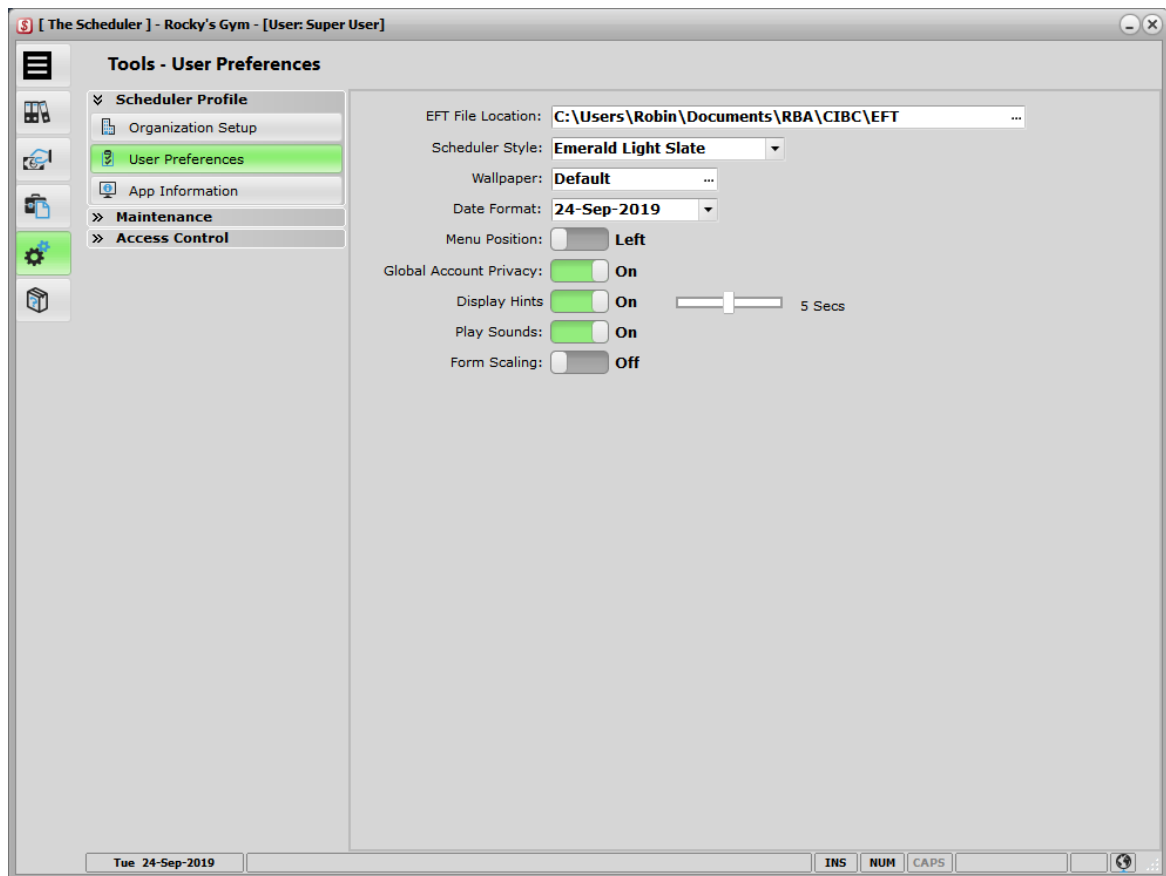 [ The Scheduler ] - Rocky's Gym - [User: Super User]
Tools - User Preferences
Scheduler Profile
Organization Setup
User Preferences
App Information
Maintenance
Access Control
EFT File Location: C:\Users\Robin\Documents\RBA\CIBC\EFT ...
Scheduler Style: Emerald Light Slate
Wallpaper: Default ...
Date Format: 24-Sep-2019
Menu Position: Left
Global Account Privacy: On
Display Hints On 5 Secs
Play Sounds: On
Form Scaling: Off
Tue 24-Sep-2019 INS NUM CAPS